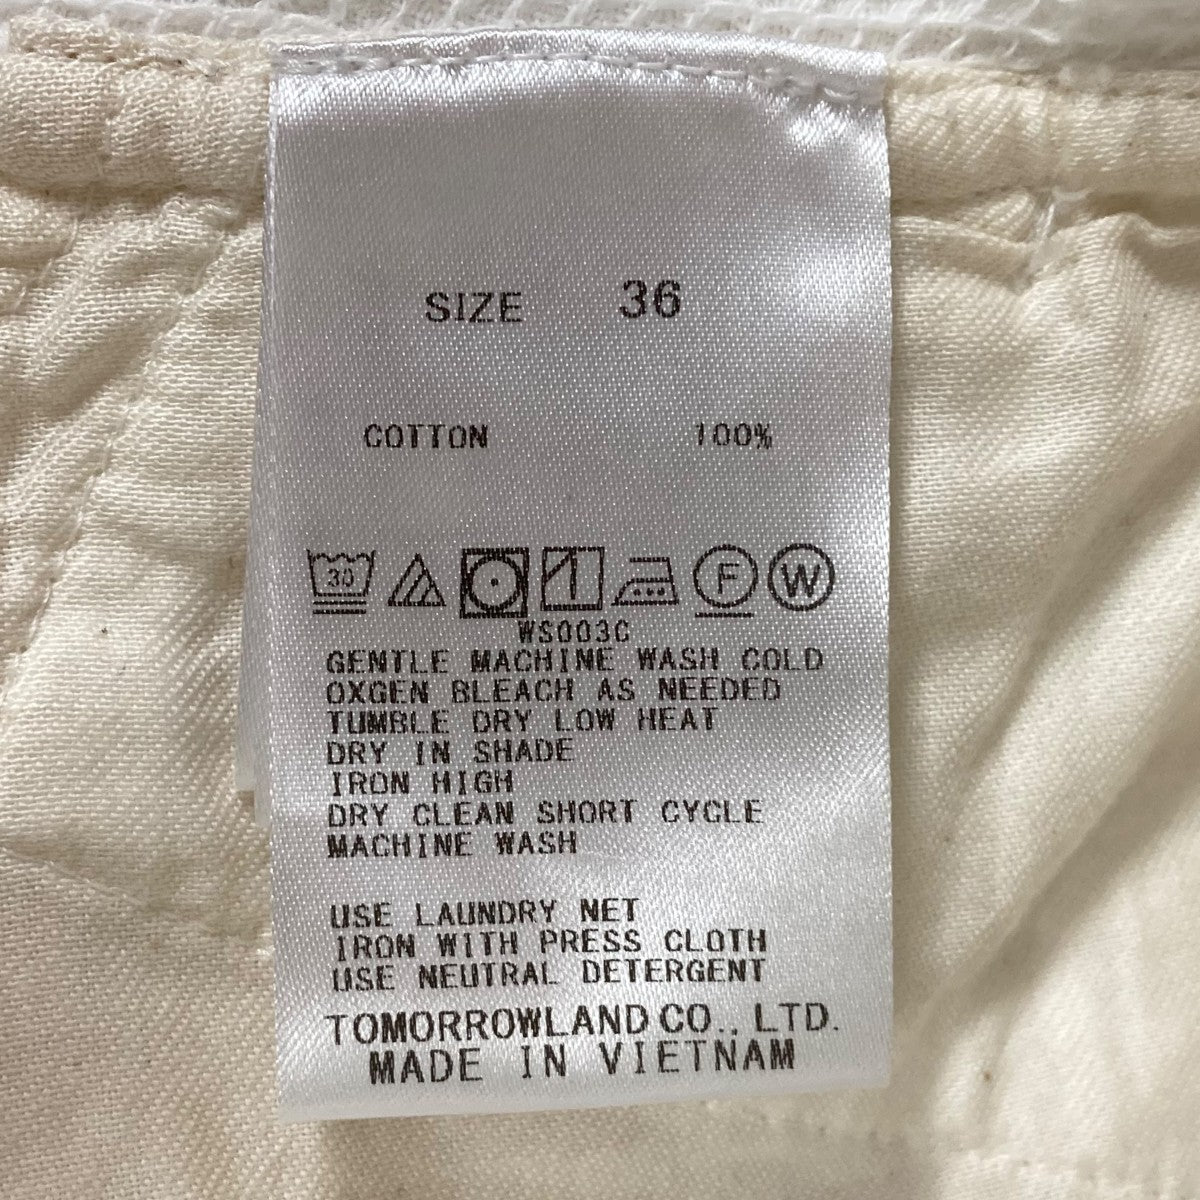 SIZE 36
COTTON 100%
30 F W
WS003C
GENTLE MACHINE WASH COLD
OXGEN BLEACH AS NEEDED
TUMBLE DRY LOW HEAT
DRY IN SHADE
IRON HIGH
DRY CLEAN SHORT CYCLE
MACHINE WASH
USE LAUNDRY NET
IRON WITH PRESS CLOTH
USE NEUTRAL DETERGENT
TOMORROWLAND CO., LTD.
MADE IN VIETNAM